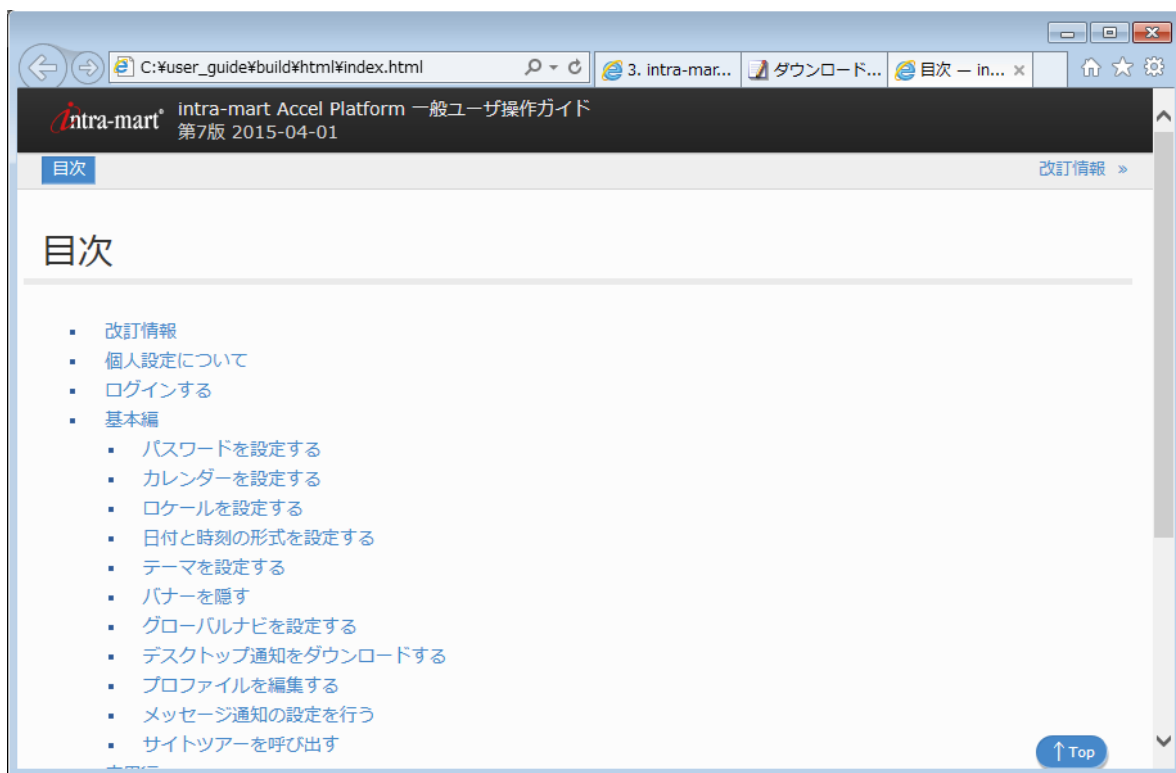 C:¥user_guide¥build¥html¥index.html
3. intra-mar...
ダウンロード...
目次 — in...
intra-mart
intra-mart Accel Platform 一般ユーザ操作ガイド
第7版 2015-04-01
目次
改訂情報 »
目次
改訂情報
個人設定について
ログインする
基本編
パスワードを設定する
カレンダーを設定する
ロケールを設定する
日付と時刻の形式を設定する
テーマを設定する
バナーを隠す
グローバルナビを設定する
デスクトップ通知をダウンロードする
プロファイルを編集する
メッセージ通知の設定を行う
サイトツアーを呼び出す
↑ Top